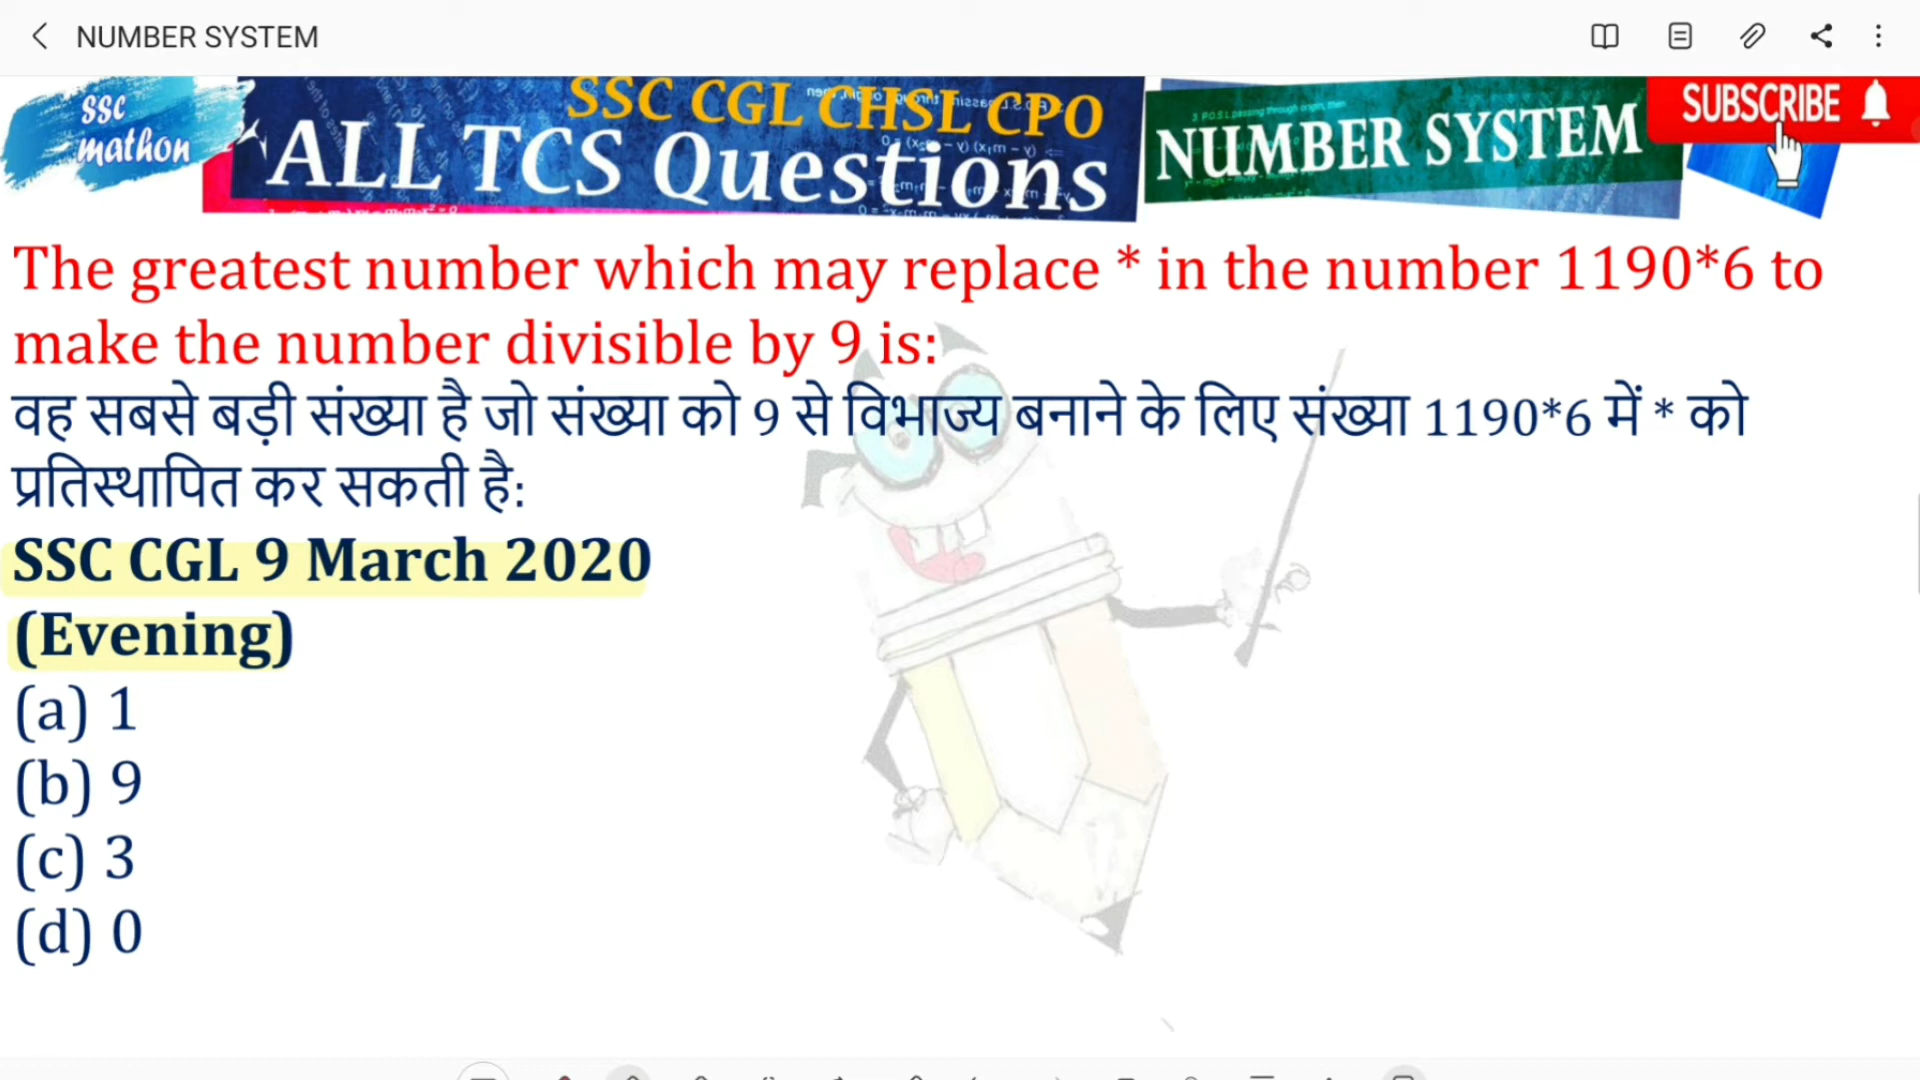 NUMBER SYSTEM
SSC CGL CHSL CPO
ssc
mathon
ALL TCS Questions
NUMBER SYSTEM
SUBSCRIBE
The greatest number which may replace * in the number 1190*6 to
make the number divisible by 9 is:
वह सबसे बड़ी संख्या है जो संख्या को 9 से विभाज्य बनाने के लिए संख्या 1190*6 में * को
प्रतिस्थापित कर सकती है:
SSC CGL 9 March 2020
(Evening)
(a) 1
(b) 9
(c) 3
(d) 0